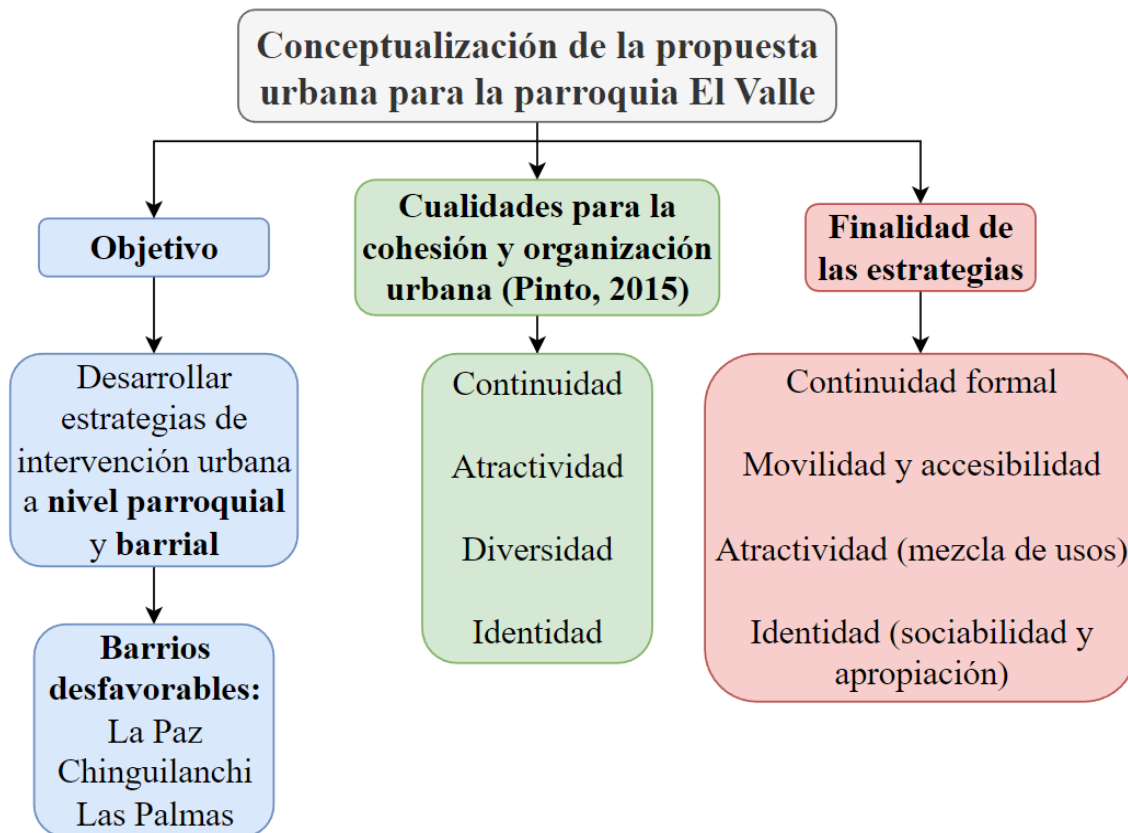 Conceptualización de la propuesta
urbana para la parroquia El Valle
Objetivo
Desarrollar
estrategias de
intervención urbana
a nivel parroquial
y barrial
Barrios
desfavorables:
La Paz
Chinguilanchi
Las Palmas
Cualidades para la
cohesión y organización
urbana (Pinto, 2015)
Continuidad
Atractividad
Diversidad
Identidad
Finalidad de
las estrategias
Continuidad formal
Movilidad y accesibilidad
Atractividad (mezcla de usos)
Identidad (sociabilidad y
apropiación)